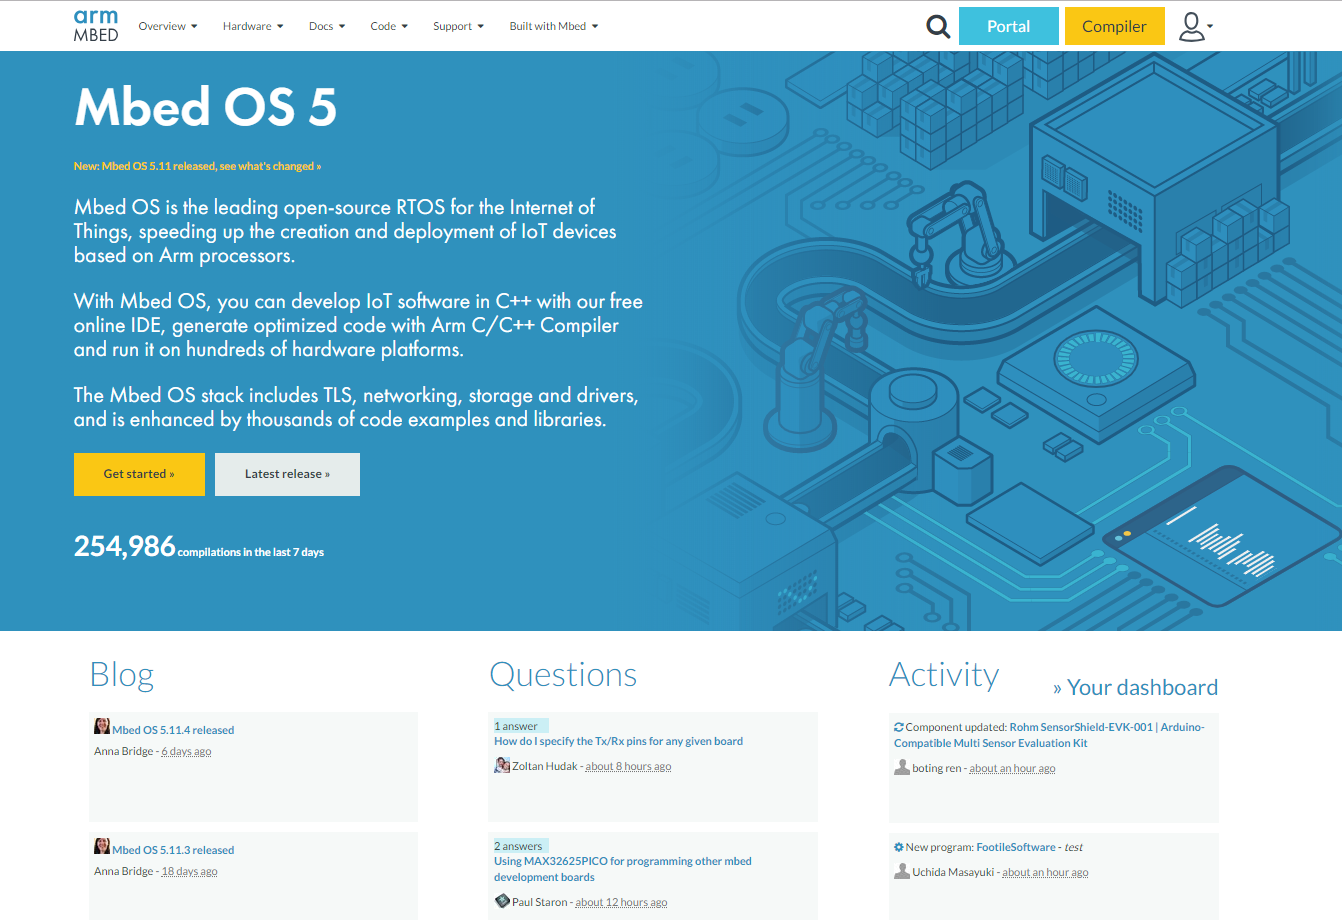 arm
MBED
Overview
Hardware
Docs
Code
Support
Built with Mbed
Portal
Compiler
Mbed OS 5
New: Mbed OS 5.11 released, see what's changed »
Mbed OS is the leading open-source RTOS for the Internet of
Things, speeding up the creation and deployment of IoT devices
based on Arm processors.
With Mbed OS, you can develop IoT software in C++ with our free
online IDE, generate optimized code with Arm C/C++ Compiler
and run it on hundreds of hardware platforms.
The Mbed OS stack includes TLS, networking, storage and drivers,
and is enhanced by thousands of code examples and libraries.
Get started »
Latest release »
254,986 compilations in the last 7 days
Blog
Mbed OS 5.11.4 released
Anna Bridge - 6 days ago
Mbed OS 5.11.3 released
Anna Bridge - 18 days ago
Questions
1 answer
How do I specify the Tx/Rx pins for any given board
Zoltan Hudak - about 8 hours ago
2 answers
Using MAX32625PICO for programming other mbed
development boards
Paul Staron - about 12 hours ago
Activity
» Your dashboard
Component updated: Rohm SensorShield-EVK-001 | Arduino-
Compatible Multi Sensor Evaluation Kit
boting ren - about an hour ago
New program: FootileSoftware - test
Uchida Masayuki - about an hour ago